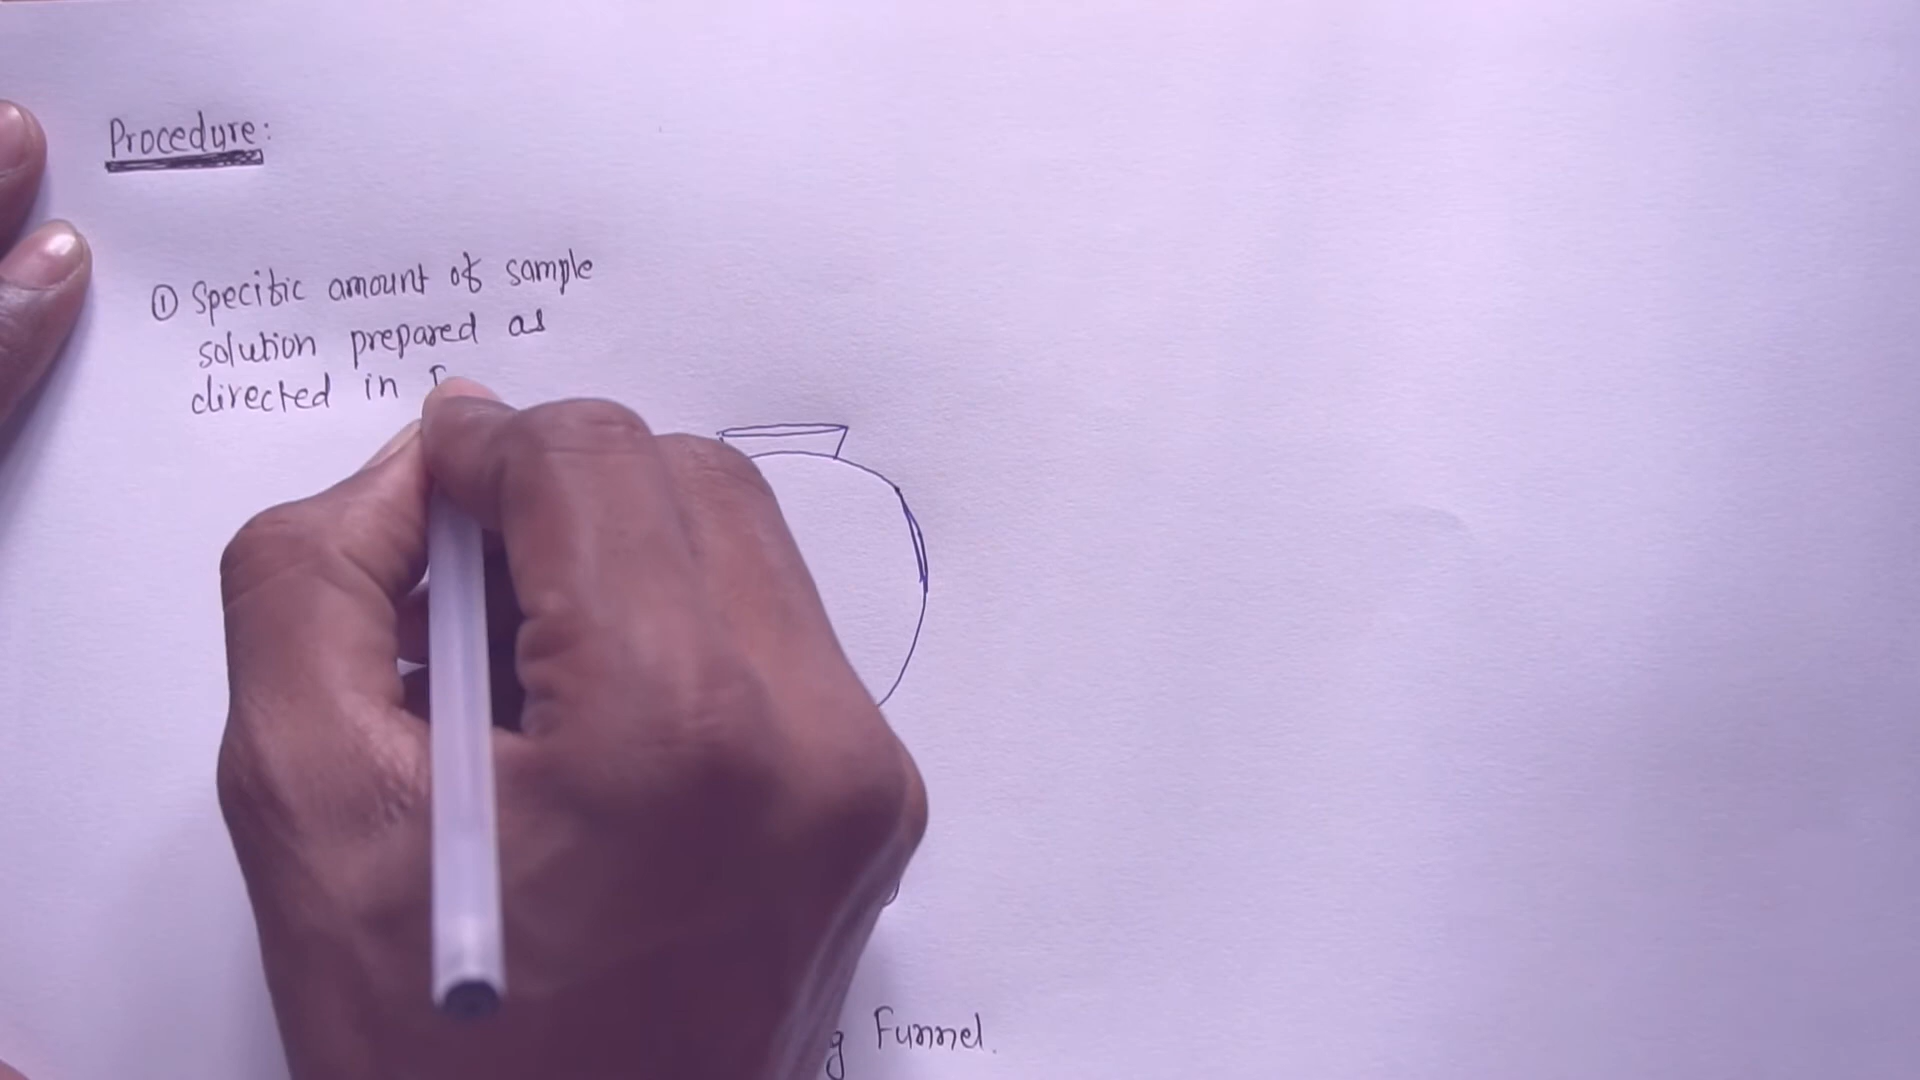 Procedure:
① Specific amount of sample
solution prepared as
directed in
Funnel.